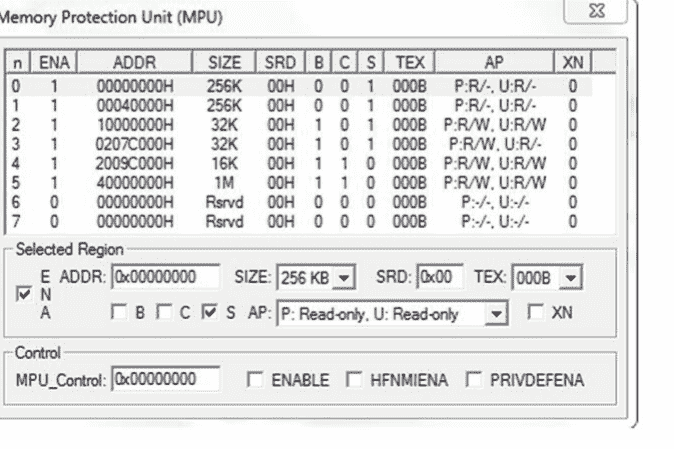 Memory Protection Unit (MPU)
n ENA ADDR SIZE SRD B C S TEX AP XN
0 1 00000000H 256K 00H 0 0 1 000B P:R/-, U:R/- 0
1 1 00040000H 256K 00H 0 0 1 000B P:R/-, U:R/- 0
2 1 10000000H 32K 00H 1 0 1 000B P:R/W, U:R/W 0
3 1 0207C000H 32K 00H 1 0 1 000B P:R/W, U:R/- 0
4 1 2009C000H 16K 00H 1 1 0 000B P:R/W, U:R/W 0
5 1 40000000H 1M 00H 1 1 0 000B P:R/W, U:R/W 0
6 0 00000000H Rsrvd 00H 0 0 0 000B P:-/-, U:-/- 0
7 0 00000000H Rsrvd 00H 0 0 0 000B P:-/-, U:-/- 0
Selected Region
ENA ADDR: 0x00000000 SIZE: 256 KB SRD: 0x00 TEX: 000B
B C S AP: P: Read-only, U: Read-only XN
Control
MPU_Control: 0x00000000 ENABLE HFNMIENA PRIVDEFENA